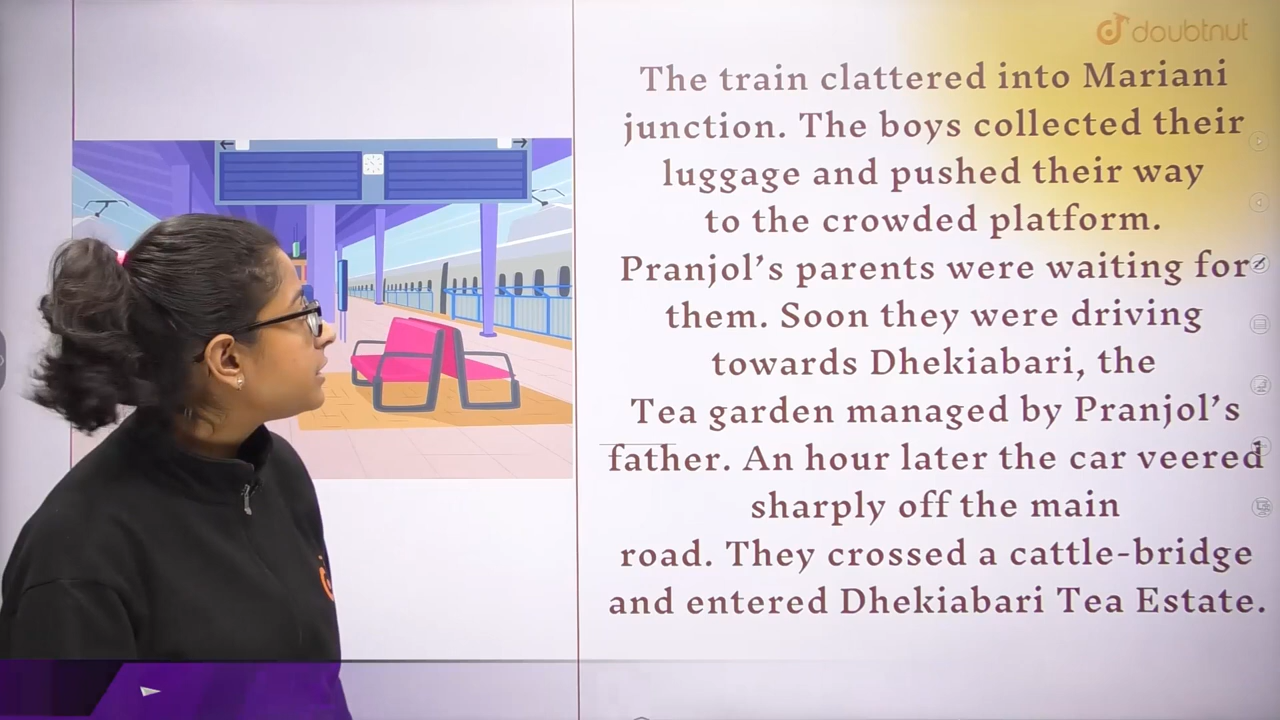 doubtnut
The train clattered into Mariani
junction. The boys collected their
luggage and pushed their way
to the crowded platform.
Pranjol's parents were waiting for
them. Soon they were driving
towards Dhekiabari, the
Tea garden managed by Pranjol's
father. An hour later the car veered
sharply off the main
road. They crossed a cattle-bridge
and entered Dhekiabari Tea Estate.